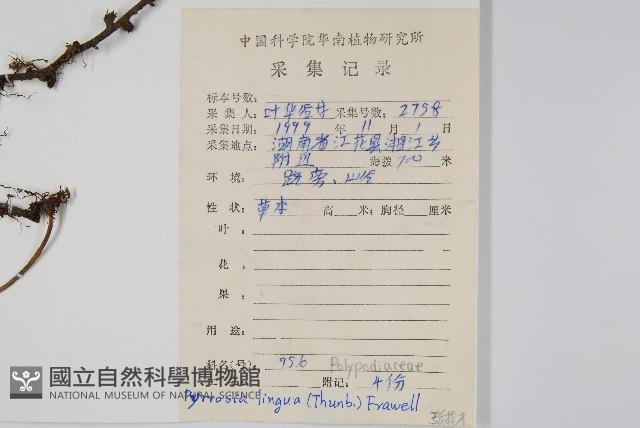 中国科学院华南植物研究所
采集记录
标本号数:
采集人: 叶华谷等 采集号数: 2798
采集日期: 1999 年 11 月 1 日
采集地点: 湖南省江花县湘江乡
附近 海拨 700 米
环境: 路旁、山谷
性状: 草本 高 米; 胸径 厘米
叶:
花:
果:
用途:
科名(号) 956 Polypodiaceae
附记: 4份
Pyrrosia lingua (Thunb.) Frawell
國立自然科學博物館
NATIONAL MUSEUM OF NATURAL SCIENCE